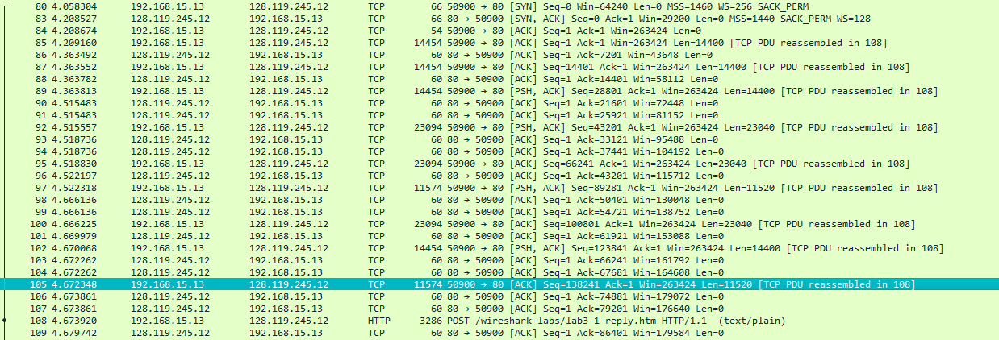 80 4.058304 192.168.15.13 128.119.245.12 TCP 66 50900 → 80 [SYN] Seq=0 Win=64240 Len=0 MSS=1460 WS=256 SACK_PERM
83 4.208527 128.119.245.12 192.168.15.13 TCP 66 80 → 50900 [SYN, ACK] Seq=0 Ack=1 Win=29200 Len=0 MSS=1440 SACK_PERM WS=128
84 4.208674 192.168.15.13 128.119.245.12 TCP 54 50900 → 80 [ACK] Seq=1 Ack=1 Win=263424 Len=0
85 4.209160 192.168.15.13 128.119.245.12 TCP 14454 50900 → 80 [ACK] Seq=1 Ack=1 Win=263424 Len=14400 [TCP PDU reassembled in 108]
86 4.363492 128.119.245.12 192.168.15.13 TCP 60 80 → 50900 [ACK] Seq=1 Ack=7201 Win=43648 Len=0
87 4.363552 192.168.15.13 128.119.245.12 TCP 14454 50900 → 80 [ACK] Seq=14401 Ack=1 Win=263424 Len=14400 [TCP PDU reassembled in 108]
88 4.363782 128.119.245.12 192.168.15.13 TCP 60 80 → 50900 [ACK] Seq=1 Ack=14401 Win=58112 Len=0
89 4.363813 192.168.15.13 128.119.245.12 TCP 14454 50900 → 80 [PSH, ACK] Seq=28801 Ack=1 Win=263424 Len=14400 [TCP PDU reassembled in 108]
90 4.515483 128.119.245.12 192.168.15.13 TCP 60 80 → 50900 [ACK] Seq=1 Ack=21601 Win=72448 Len=0
91 4.515483 128.119.245.12 192.168.15.13 TCP 60 80 → 50900 [ACK] Seq=1 Ack=25921 Win=81152 Len=0
92 4.515557 192.168.15.13 128.119.245.12 TCP 23094 50900 → 80 [PSH, ACK] Seq=43201 Ack=1 Win=263424 Len=23040 [TCP PDU reassembled in 108]
93 4.518736 128.119.245.12 192.168.15.13 TCP 60 80 → 50900 [ACK] Seq=1 Ack=33121 Win=95488 Len=0
94 4.518736 128.119.245.12 192.168.15.13 TCP 60 80 → 50900 [ACK] Seq=1 Ack=37441 Win=104192 Len=0
95 4.518830 192.168.15.13 128.119.245.12 TCP 23094 50900 → 80 [ACK] Seq=66241 Ack=1 Win=263424 Len=23040 [TCP PDU reassembled in 108]
96 4.522197 128.119.245.12 192.168.15.13 TCP 60 80 → 50900 [ACK] Seq=1 Ack=43201 Win=115712 Len=0
97 4.522318 192.168.15.13 128.119.245.12 TCP 11574 50900 → 80 [PSH, ACK] Seq=89281 Ack=1 Win=263424 Len=11520 [TCP PDU reassembled in 108]
98 4.666136 128.119.245.12 192.168.15.13 TCP 60 80 → 50900 [ACK] Seq=1 Ack=50401 Win=130048 Len=0
99 4.666136 128.119.245.12 192.168.15.13 TCP 60 80 → 50900 [ACK] Seq=1 Ack=54721 Win=138752 Len=0
100 4.666225 192.168.15.13 128.119.245.12 TCP 23094 50900 → 80 [ACK] Seq=100801 Ack=1 Win=263424 Len=23040 [TCP PDU reassembled in 108]
101 4.669979 128.119.245.12 192.168.15.13 TCP 60 80 → 50900 [ACK] Seq=1 Ack=61921 Win=153088 Len=0
102 4.670068 192.168.15.13 128.119.245.12 TCP 14454 50900 → 80 [PSH, ACK] Seq=123841 Ack=1 Win=263424 Len=14400 [TCP PDU reassembled in 108]
103 4.672262 128.119.245.12 192.168.15.13 TCP 60 80 → 50900 [ACK] Seq=1 Ack=66241 Win=161792 Len=0
104 4.672262 128.119.245.12 192.168.15.13 TCP 60 80 → 50900 [ACK] Seq=1 Ack=67681 Win=164608 Len=0
105 4.672348 192.168.15.13 128.119.245.12 TCP 11574 50900 → 80 [ACK] Seq=138241 Ack=1 Win=263424 Len=11520 [TCP PDU reassembled in 108]
106 4.673861 128.119.245.12 192.168.15.13 TCP 60 80 → 50900 [ACK] Seq=1 Ack=74881 Win=179072 Len=0
107 4.673861 128.119.245.12 192.168.15.13 TCP 60 80 → 50900 [ACK] Seq=1 Ack=79201 Win=176640 Len=0
108 4.673920 192.168.15.13 128.119.245.12 HTTP 3286 POST /wireshark-labs/lab3-1-reply.htm HTTP/1.1 (text/plain)
109 4.679742 128.119.245.12 192.168.15.13 TCP 60 80 → 50900 [ACK] Seq=1 Ack=86401 Win=179584 Len=0